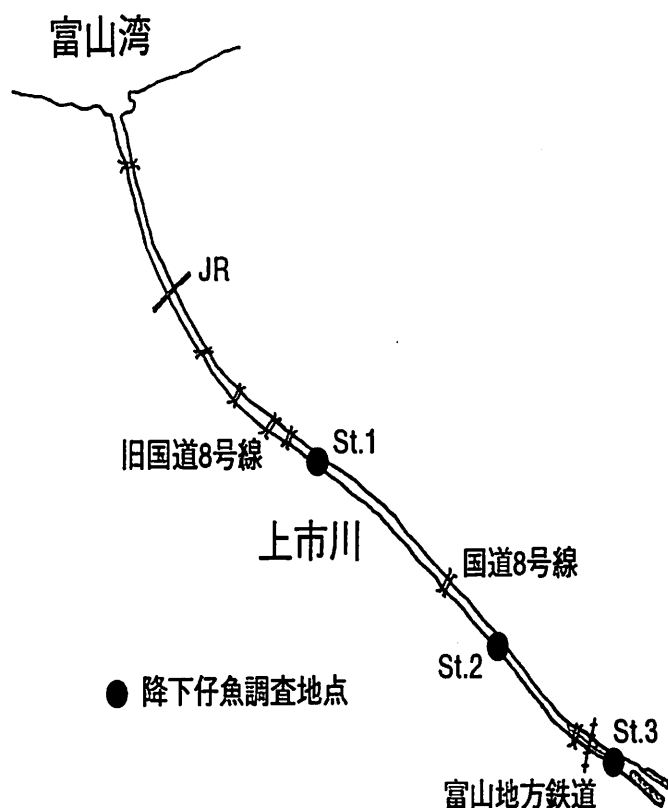 富山湾
JR
旧国道8号線
St.1
上市川
国道8号線
St.2
降下仔魚調査地点
St.3
富山地方鉄道